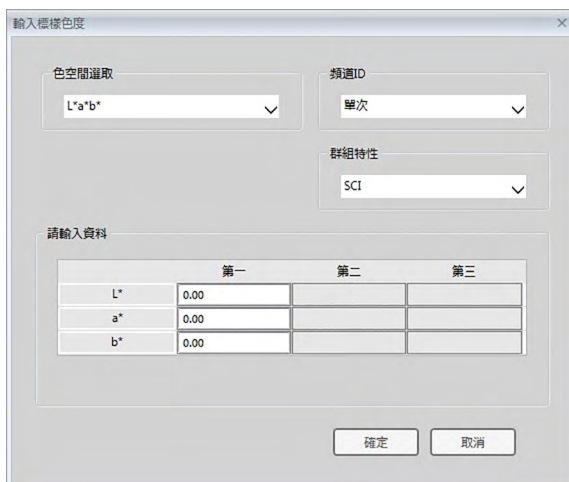 輸入標樣色度
色空間選取
頻道ID
L*a*b*
單次
群組特性
SCI
請輸入資料
第一 第二 第三
L* 0.00
a* 0.00
b* 0.00
確定 取消